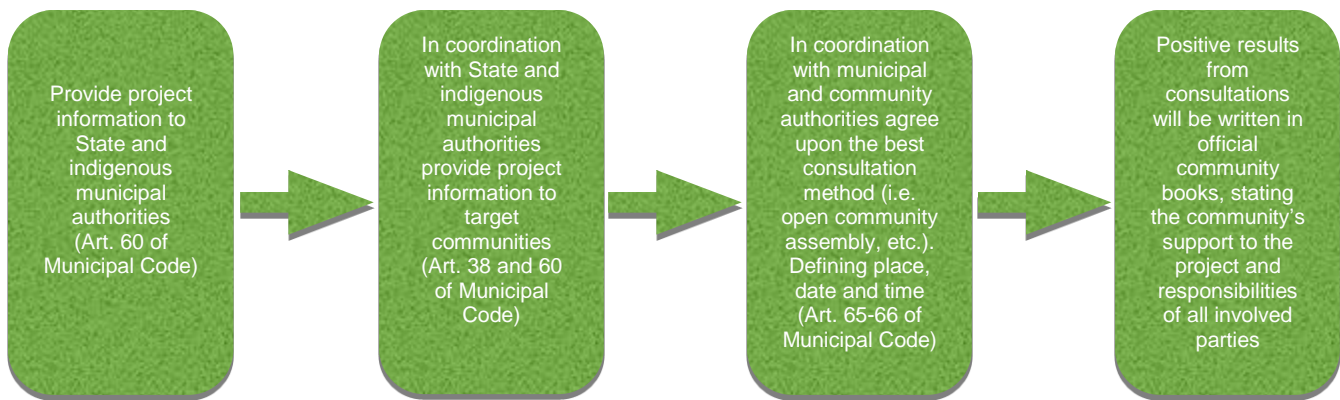 Provide project
information to
State and
indigenous
municipal
authorities
(Art. 60 of
Municipal Code)
In coordination
with State and
indigenous
municipal
authorities
provide project
information to
target
communities
(Art. 38 and 60
of Municipal
Code)
In coordination
with municipal
and community
authorities agree
upon the best
consultation
method (i.e.
open community
assembly, etc.).
Defining place,
date and time
(Art. 65-66 of
Municipal Code)
Positive results
from
consultations
will be written in
official
community
books, stating
the community’s
support to the
project and
responsibilities
of all involved
parties